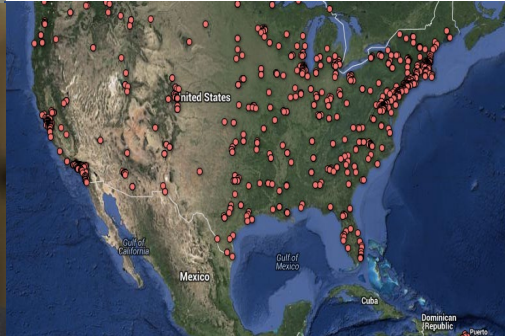 United States
Gulf of
California
Gulf of
Mexico
Mexico
Cuba
Dominican
Republic
Puerto